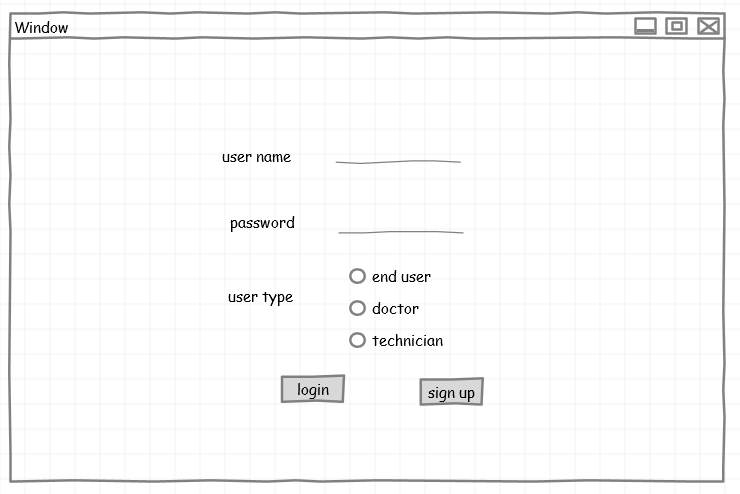 Window
user name
password
end user
user type
doctor
technician
login
sign up